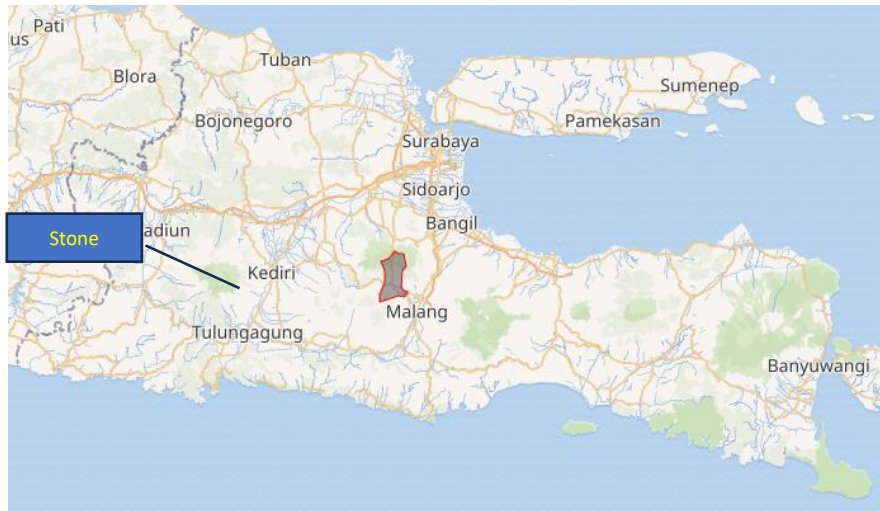 Pati
us
Tuban
Blora
Sumenep
Bojonegoro
Pamekasan
Surabaya
Sidoarjo
Bangil
adiun
Stone
Kediri
Malang
Tulungagung
Banyuwangi